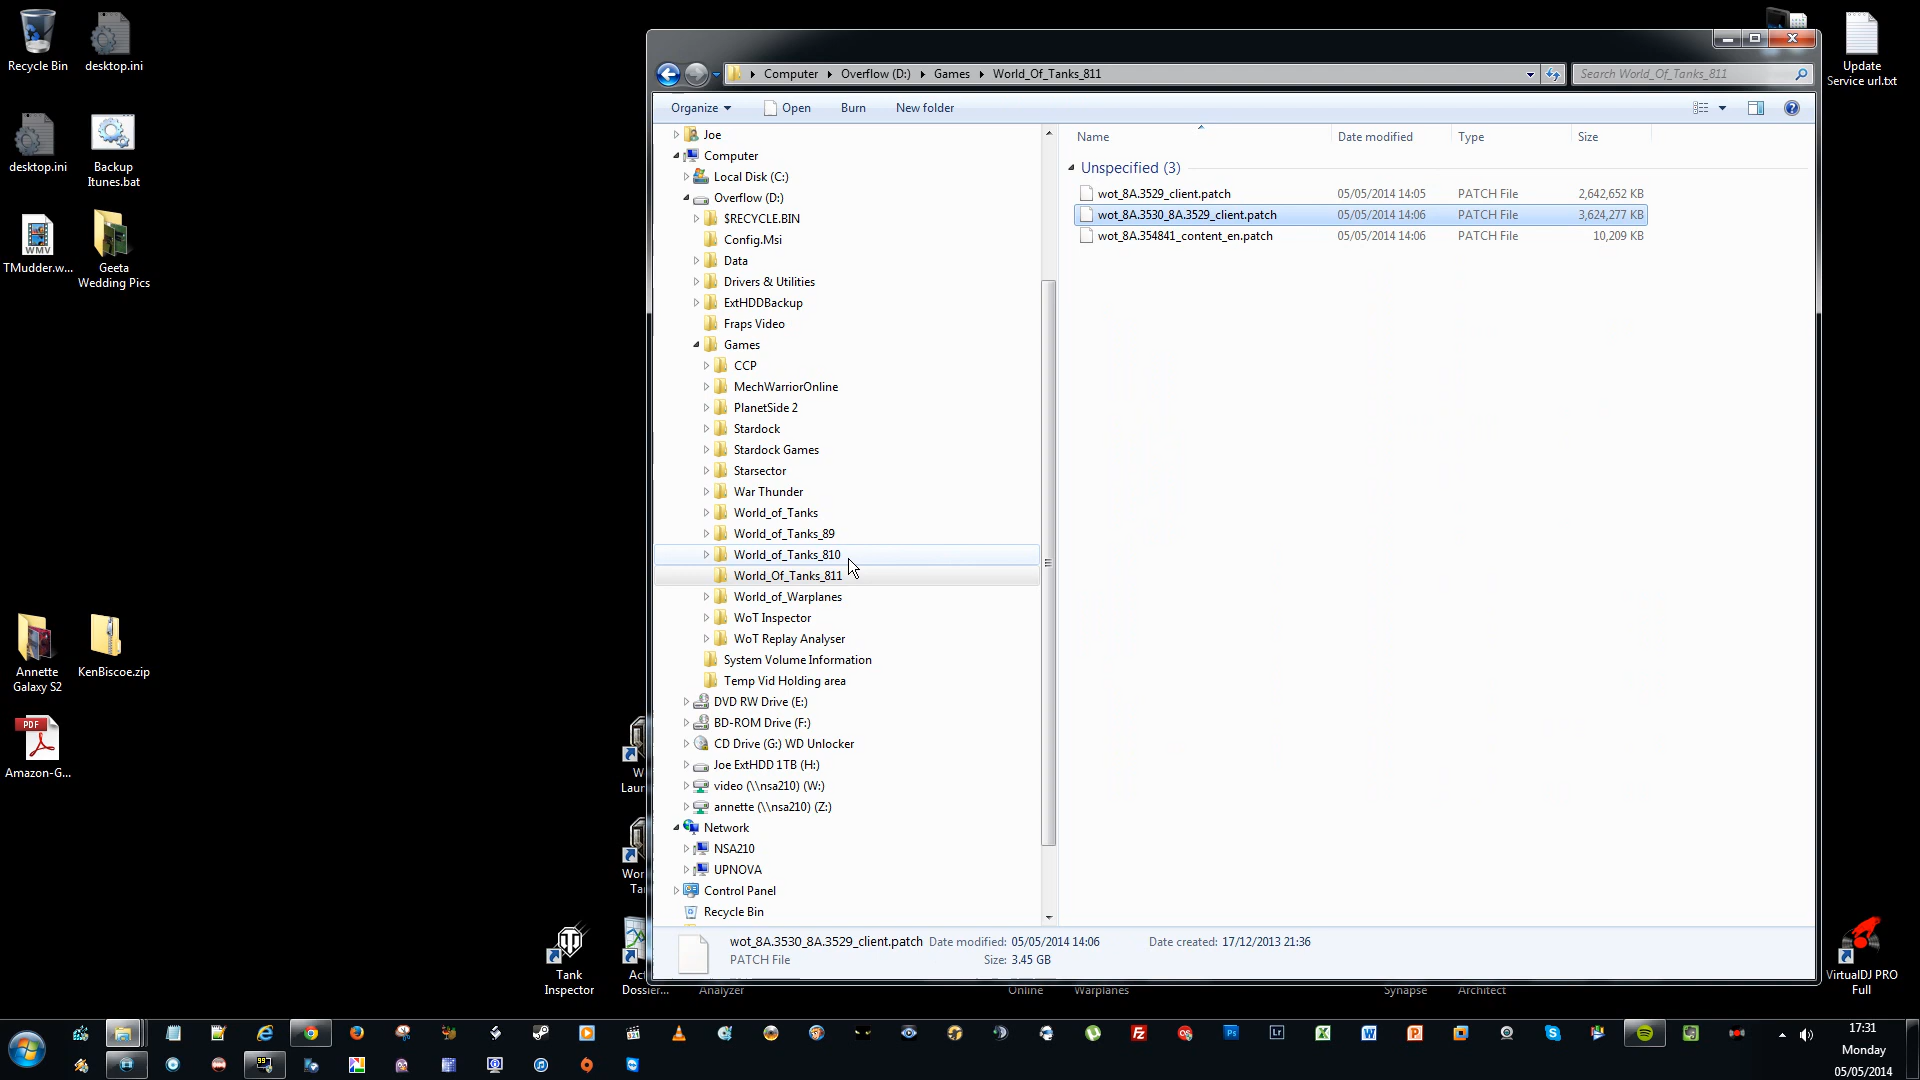 Recycle Bin
desktop.ini
desktop.ini
Backup
Itunes.bat
TMudder.w...
Geeta
Wedding Pics
Annette
Galaxy S2
KenBiscoe.zip
PDF
Amazon-G...
Tank
Inspector
Update
Service url.txt
VirtualDJ PRO
Full
Computer
Overflow (D:)
Games
World_Of_Tanks_811
Search World_Of_Tanks_811
Organize
Open
Burn
New folder
Joe
Computer
Local Disk (C:)
Overflow (D:)
$RECYCLE.BIN
Config.Msi
Data
Drivers & Utilities
ExtHDDBackup
Fraps Video
Games
CCP
MechWarriorOnline
PlanetSide 2
Stardock
Stardock Games
Starsector
War Thunder
World_of_Tanks
World_of_Tanks_89
World_of_Tanks_810
World_Of_Tanks_811
World_of_Warplanes
WoT Inspector
WoT Replay Analyser
System Volume Information
Temp Vid Holding area
DVD RW Drive (E:)
BD-ROM Drive (F:)
CD Drive (G:) WD Unlocker
Joe ExtHDD 1TB (H:)
video (\\nsa210) (W:)
annette (\\nsa210) (Z:)
Network
NSA210
UPNOVA
Control Panel
Recycle Bin
Name Date modified Type Size
Unspecified (3)
wot_8A.3529_client.patch 05/05/2014 14:05 PATCH File 2,642,652 KB
wot_8A.3530_8A.3529_client.patch 05/05/2014 14:06 PATCH File 3,624,277 KB
wot_8A.354841_content_en.patch 05/05/2014 14:06 PATCH File 10,209 KB
wot_8A.3530_8A.3529_client.patch Date modified: 05/05/2014 14:06 Date created: 17/12/2013 21:36
PATCH File Size: 3.45 GB
Dossier...
Analyzer
Online
Warplanes
Synapse
Architect
17:31
Monday
05/05/2014